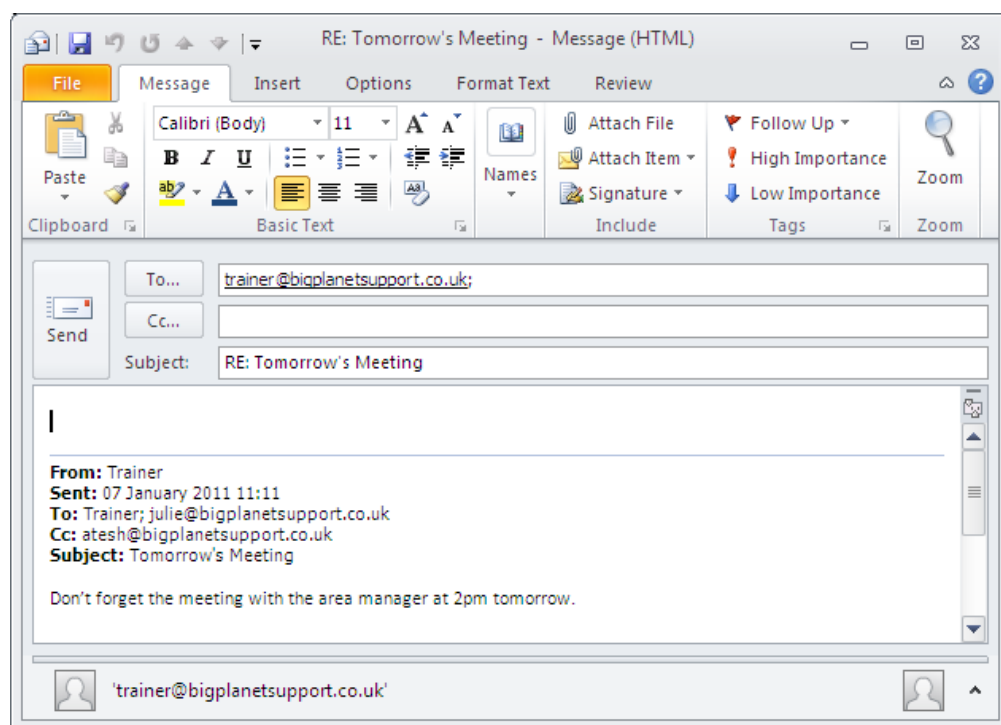 RE: Tomorrow's Meeting - Message (HTML)
File Message Insert Options Format Text Review
Calibri (Body) 11 A A Attach File Follow Up
B I U Names Attach Item High Importance
Paste ab A Aa Signature Low Importance Zoom
Clipboard Basic Text Include Tags Zoom
To... trainer@bigplanetsupport.co.uk;
Cc...
Send
Subject: RE: Tomorrow's Meeting
From: Trainer
Sent: 07 January 2011 11:11
To: Trainer; julie@bigplanetsupport.co.uk
Cc: atesh@bigplanetsupport.co.uk
Subject: Tomorrow's Meeting
Don't forget the meeting with the area manager at 2pm tomorrow.
'trainer@bigplanetsupport.co.uk'